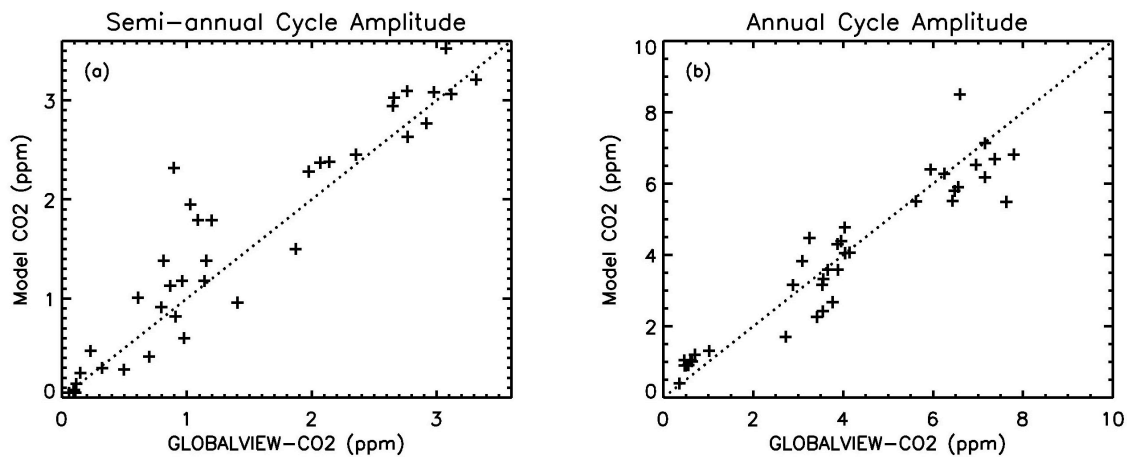 Semi-annual Cycle Amplitude
(a)
3
2
1
0
Model CO2 (ppm)
0 1 2 3
GLOBALVIEW-CO2 (ppm)
Annual Cycle Amplitude
(b)
10
8
6
4
2
0
Model CO2 (ppm)
0 2 4 6 8 10
GLOBALVIEW-CO2 (ppm)